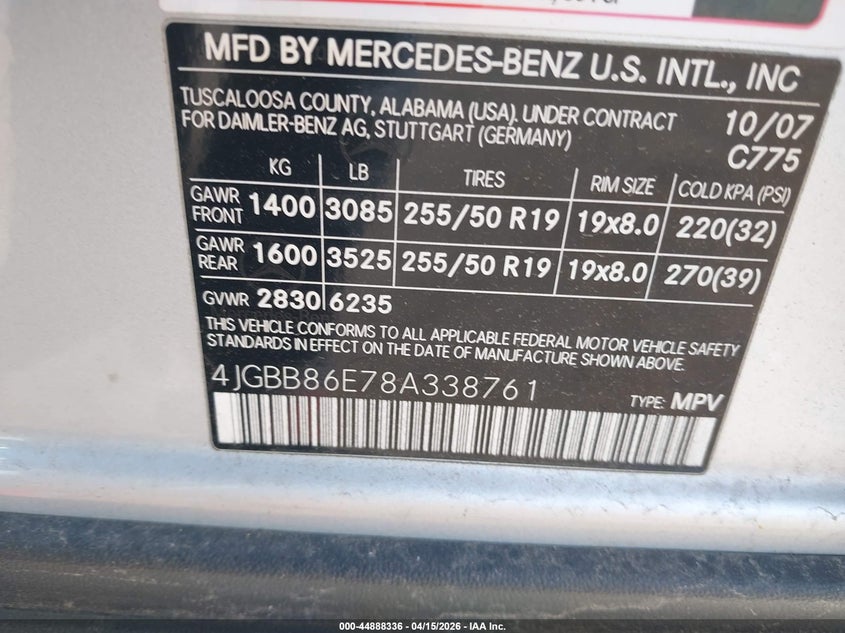 MFD BY MERCEDES-BENZ U.S. INTL., INC
TUSCALOOSA COUNTY, ALABAMA (USA). UNDER CONTRACT 10/07
FOR DAIMLER-BENZ AG, STUTTGART (GERMANY) C775
KG LB TIRES RIM SIZE COLD KPA (PSI)
GAWR FRONT 1400 3085 255/50 R19 19x8.0 220(32)
GAWR REAR 1600 3525 255/50 R19 19x8.0 270(39)
GVWR 2830 6235
THIS VEHICLE CONFORMS TO ALL APPLICABLE FEDERAL MOTOR VEHICLE SAFETY
STANDARDS IN EFFECT ON THE DATE OF MANUFACTURE SHOWN ABOVE.
4JGBB86E78A338761 TYPE: MPV
000-44888336 - 04/15/2026 - IAA Inc.